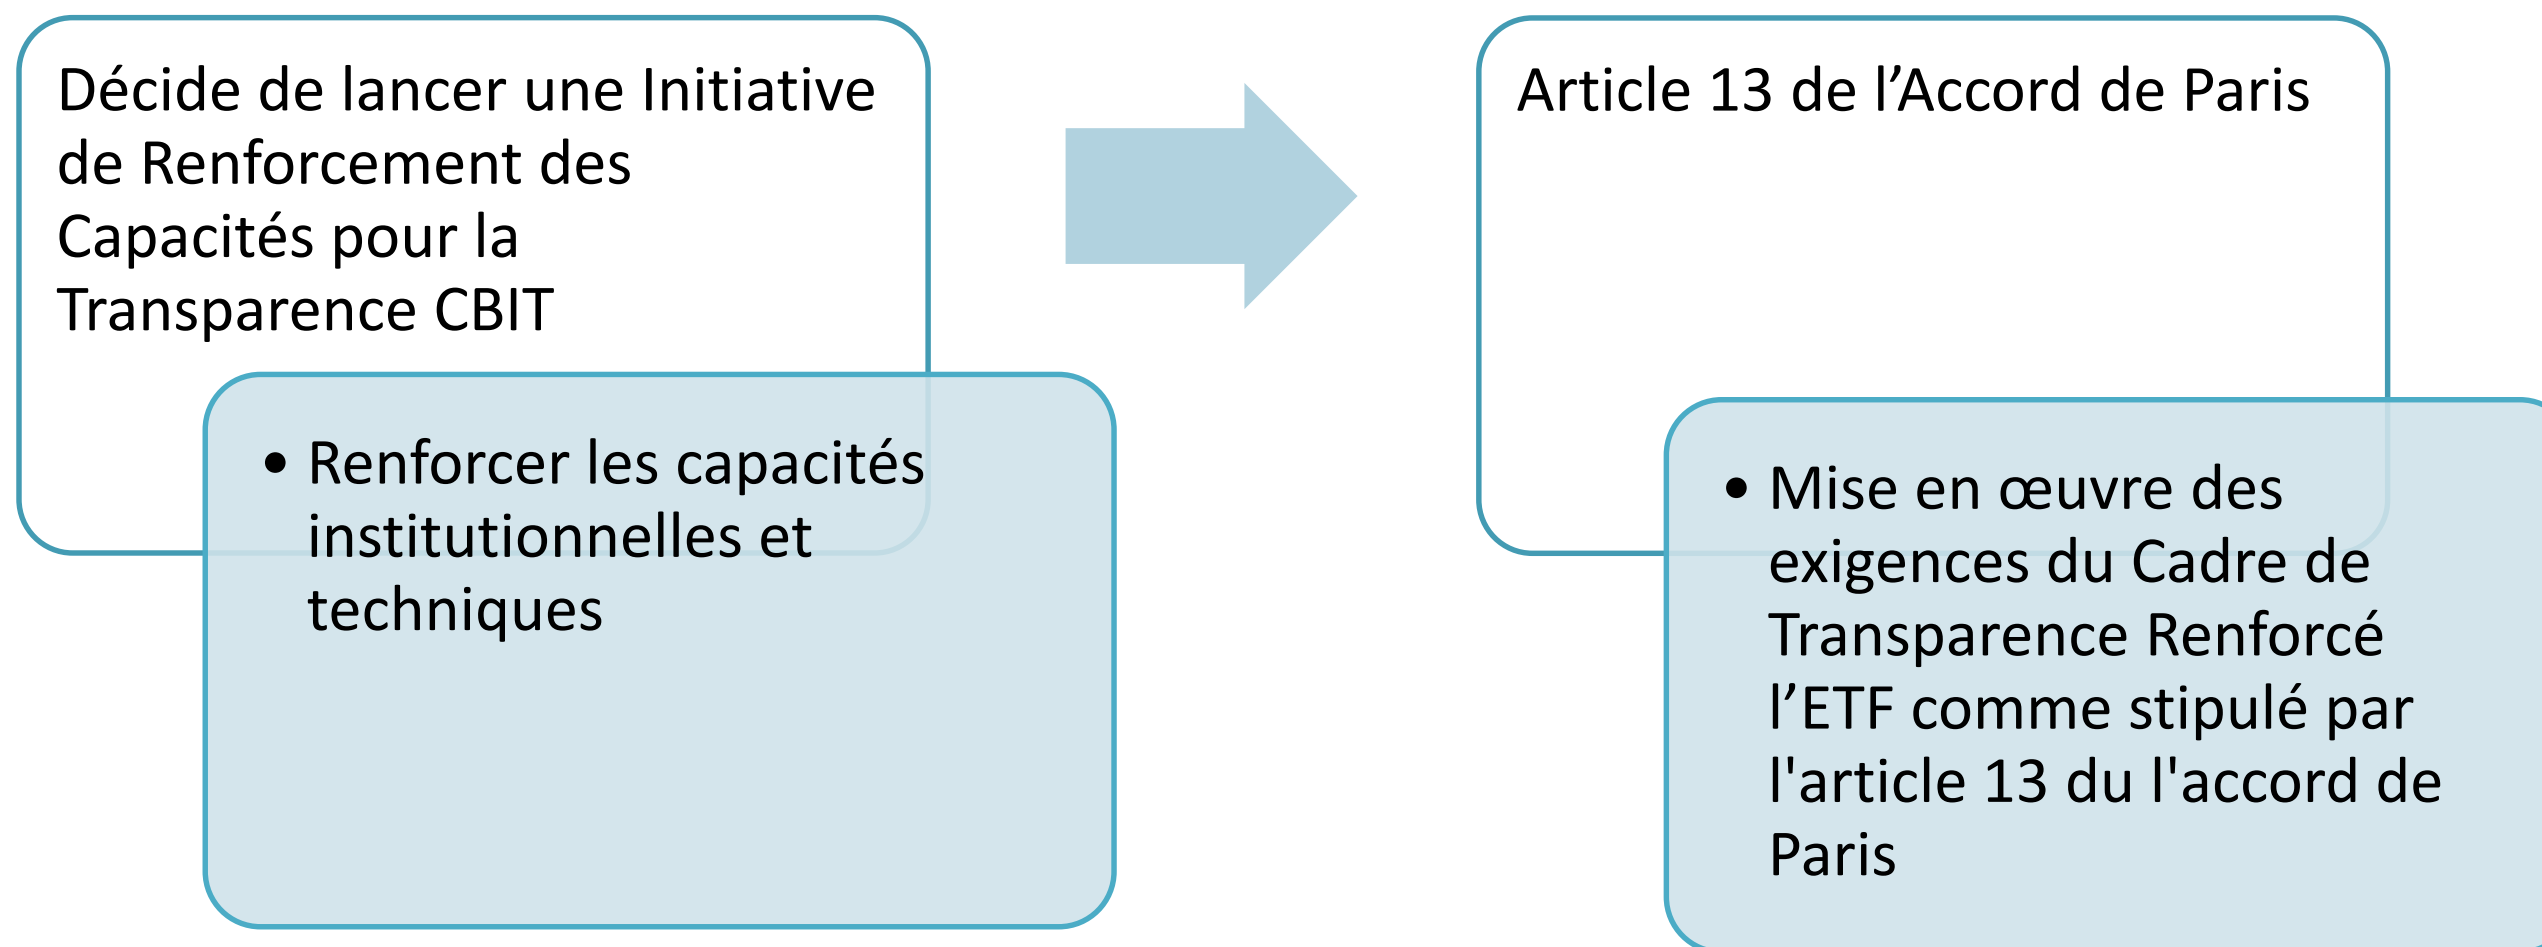 Décide de lancer une Initiative
de Renforcement des
Capacités pour la
Transparence CBIT
• Renforcer les capacités
institutionnelles et
techniques
Article 13 de l’Accord de Paris
• Mise en œuvre des
exigences du Cadre de
Transparence Renforcé
l’ETF comme stipulé par
l'article 13 du l'accord de
Paris